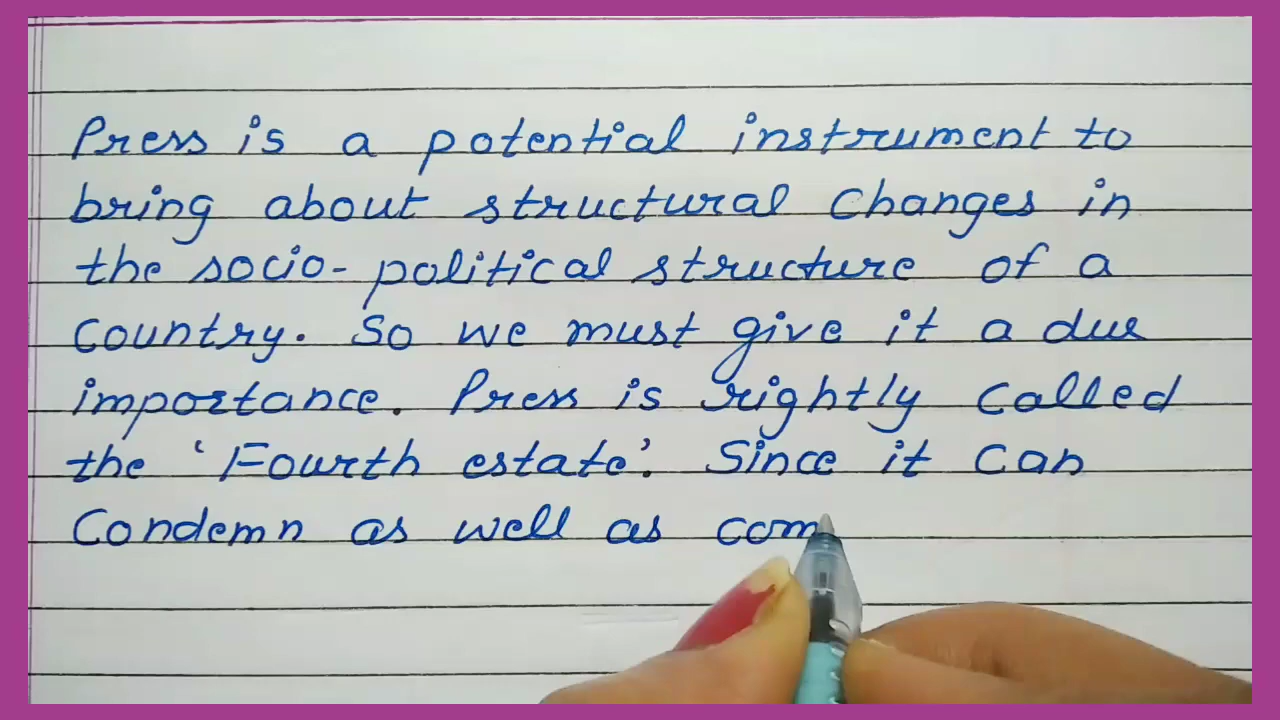 Press is a potential instrument to
bring about structural changes in
the socio-political structure of a
country. So we must give it a due
importance. Press is rightly called
the 'Fourth estate'. Since it can
Condemn as well as com